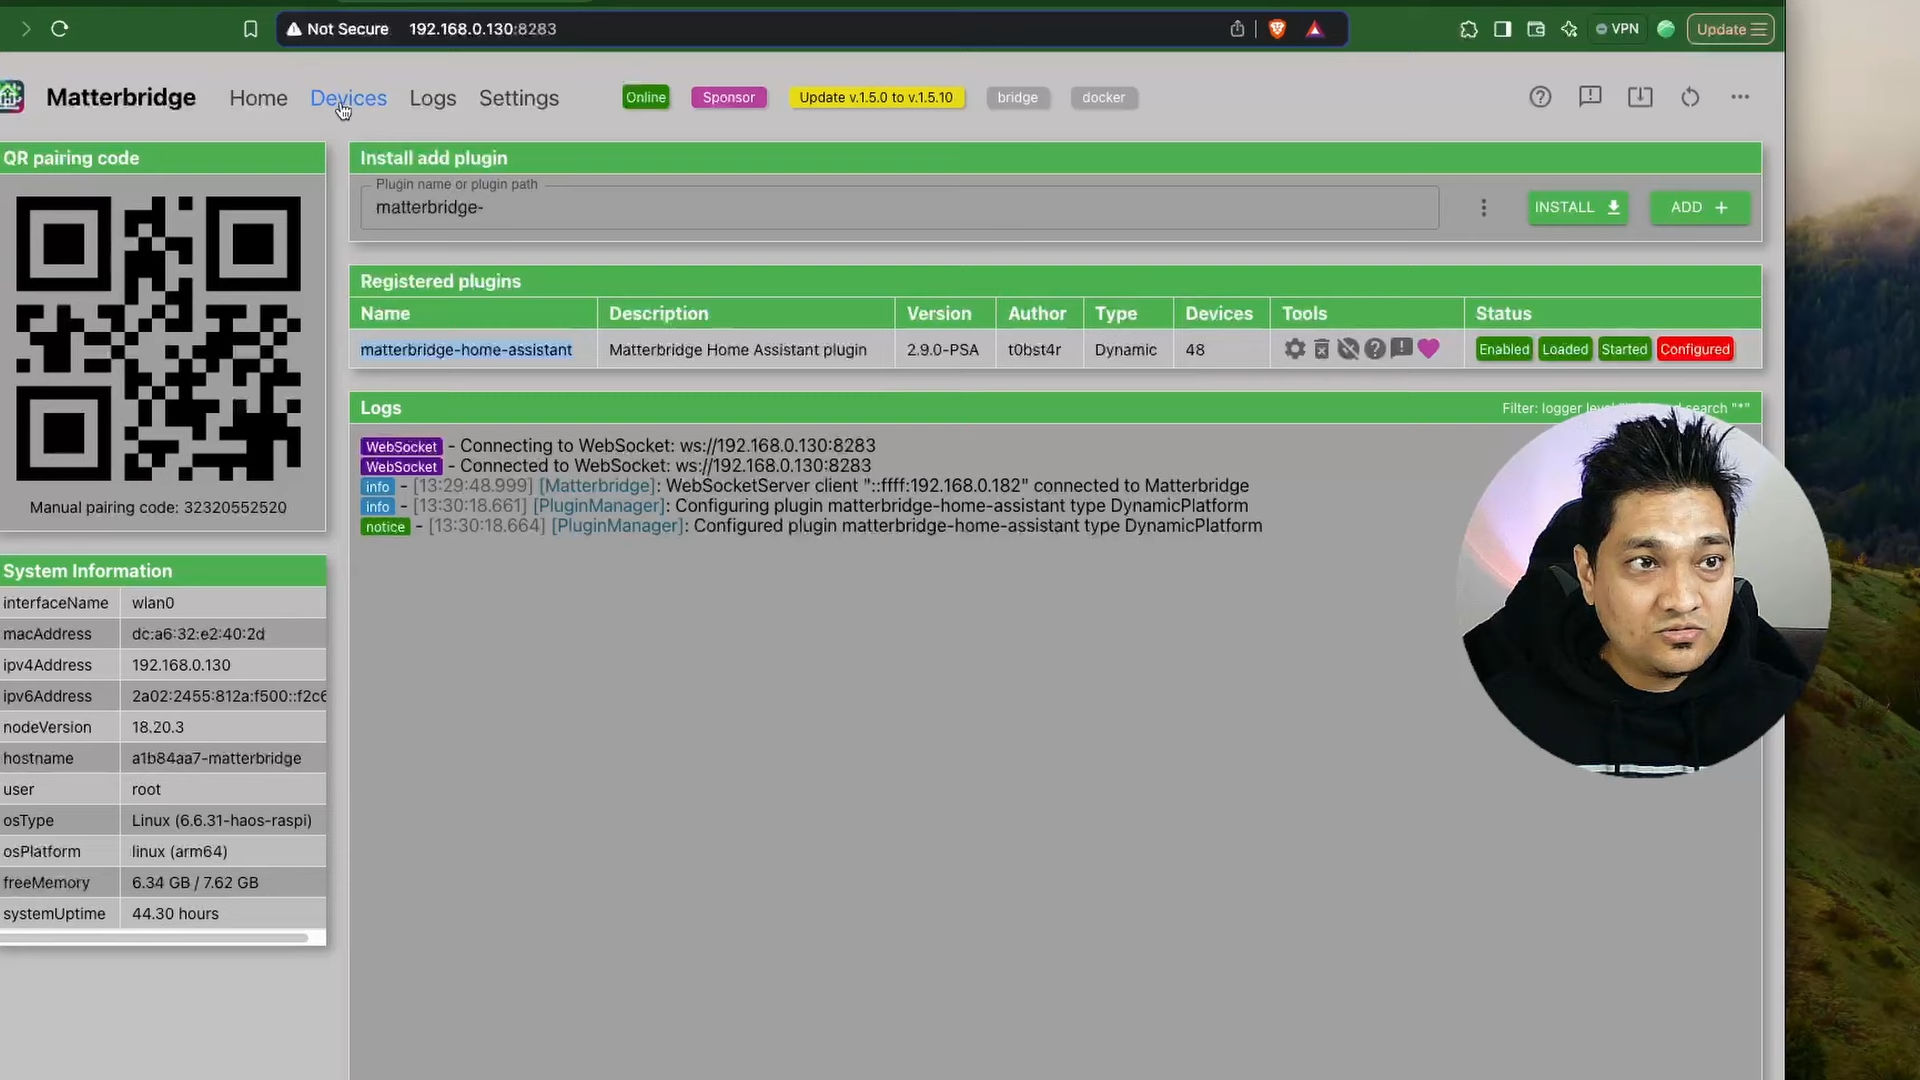 Not Secure 192.168.0.130:8283
VPN
Update
Matterbridge Home Devices Logs Settings Online Sponsor Update v.1.5.0 to v.1.5.10 bridge docker
QR pairing code
Manual pairing code: 32320552520
System Information
interfaceName wlan0
macAddress dc:a6:32:e2:40:2d
ipv4Address 192.168.0.130
ipv6Address 2a02:2455:812a:f500::f2c6
nodeVersion 18.20.3
hostname a1b84aa7-matterbridge
user root
osType Linux (6.6.31-haos-raspi)
osPlatform linux (arm64)
freeMemory 6.34 GB / 7.62 GB
systemUptime 44.30 hours
Install add plugin
Plugin name or plugin path
matterbridge-
INSTALL
ADD
Registered plugins
Name Description Version Author Type Devices Tools Status
matterbridge-home-assistant Matterbridge Home Assistant plugin 2.9.0-PSA t0bst4r Dynamic 48 Enabled Loaded Started Configured
Logs
Filter: logger search "*"
WebSocket - Connecting to WebSocket: ws://192.168.0.130:8283
WebSocket - Connected to WebSocket: ws://192.168.0.130:8283
info - [13:29:48.999] [Matterbridge]: WebSocketServer client "::ffff:192.168.0.182" connected to Matterbridge
info - [13:30:18.661] [PluginManager]: Configuring plugin matterbridge-home-assistant type DynamicPlatform
notice - [13:30:18.664] [PluginManager]: Configured plugin matterbridge-home-assistant type DynamicPlatform